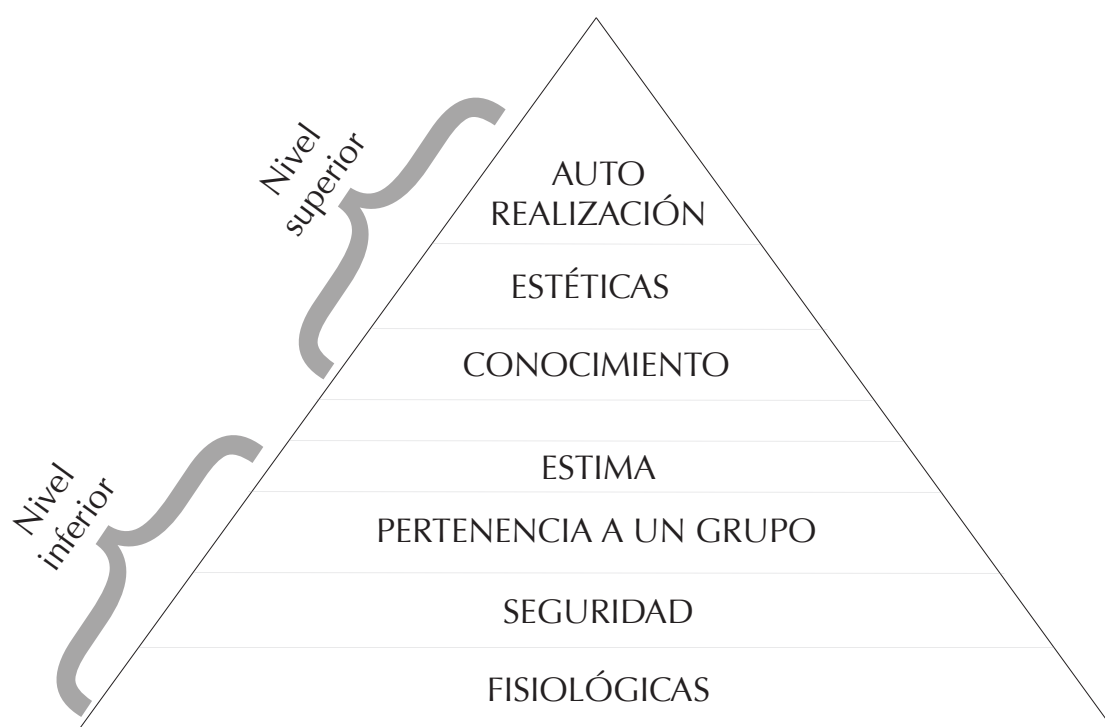 Nivel
superior
AUTO
REALIZACIÓN
ESTÉTICAS
CONOCIMIENTO
Nivel
inferior
ESTIMA
PERTENENCIA A UN GRUPO
SEGURIDAD
FISIOLÓGICAS